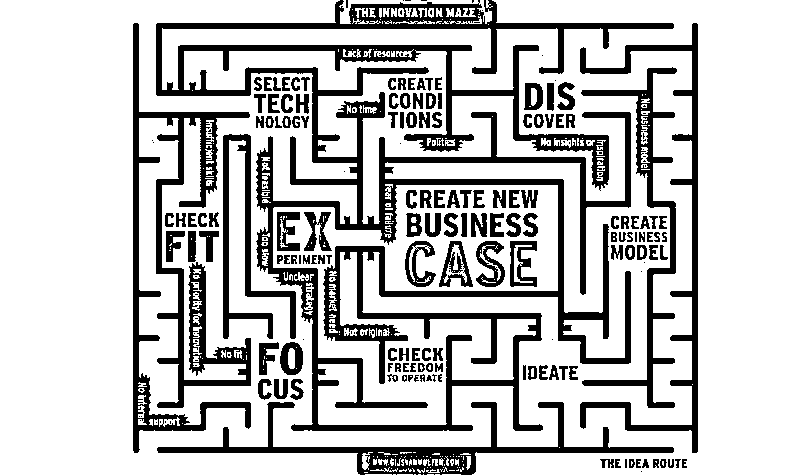 THE INNOVATION MAZE
Lack of resources
SELECT
TECH
NOLOGY
CREATE
CONDI
TIONS
No time
Politics
DIS
COVER
No insights or
inspiration
No business model
Insufficient skills
Not feasible
Fear of failure
CHECK
FIT
EX
PERIMENT
CREATE NEW
BUSINESS
CASE
CREATE
BUSINESS
MODEL
Too slow
Unclear
strategy
No market need
Not original
No priority for innovation
No fit
FO
CUS
CHECK
FREEDOM
TO OPERATE
IDEATE
No internal
support
WWW.GIJSVANWULFEN.COM
THE IDEA ROUTE